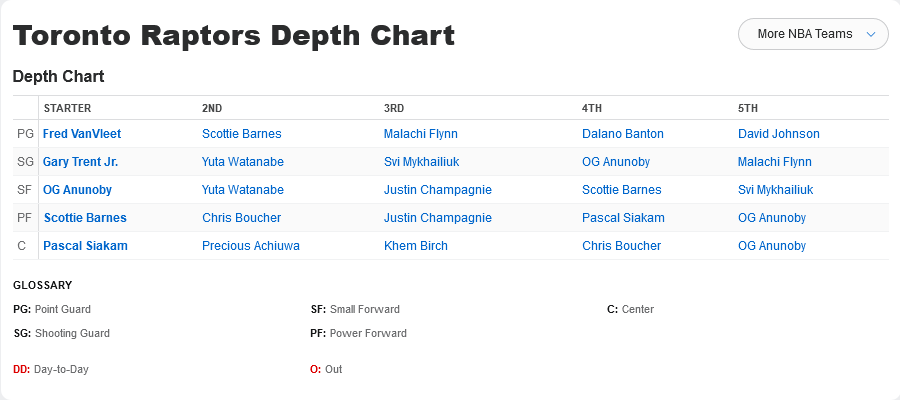 Toronto Raptors Depth Chart
More NBA Teams
Depth Chart
STARTER 2ND 3RD 4TH 5TH
PG Fred VanVleet Scottie Barnes Malachi Flynn Dalano Banton David Johnson
SG Gary Trent Jr. Yuta Watanabe Svi Mykhailiuk OG Anunoby Malachi Flynn
SF OG Anunoby Yuta Watanabe Justin Champagnie Scottie Barnes Svi Mykhailiuk
PF Scottie Barnes Chris Boucher Justin Champagnie Pascal Siakam OG Anunoby
C Pascal Siakam Precious Achiuwa Khem Birch Chris Boucher OG Anunoby
GLOSSARY
PG: Point Guard SF: Small Forward C: Center
SG: Shooting Guard PF: Power Forward
DD: Day-to-Day O: Out